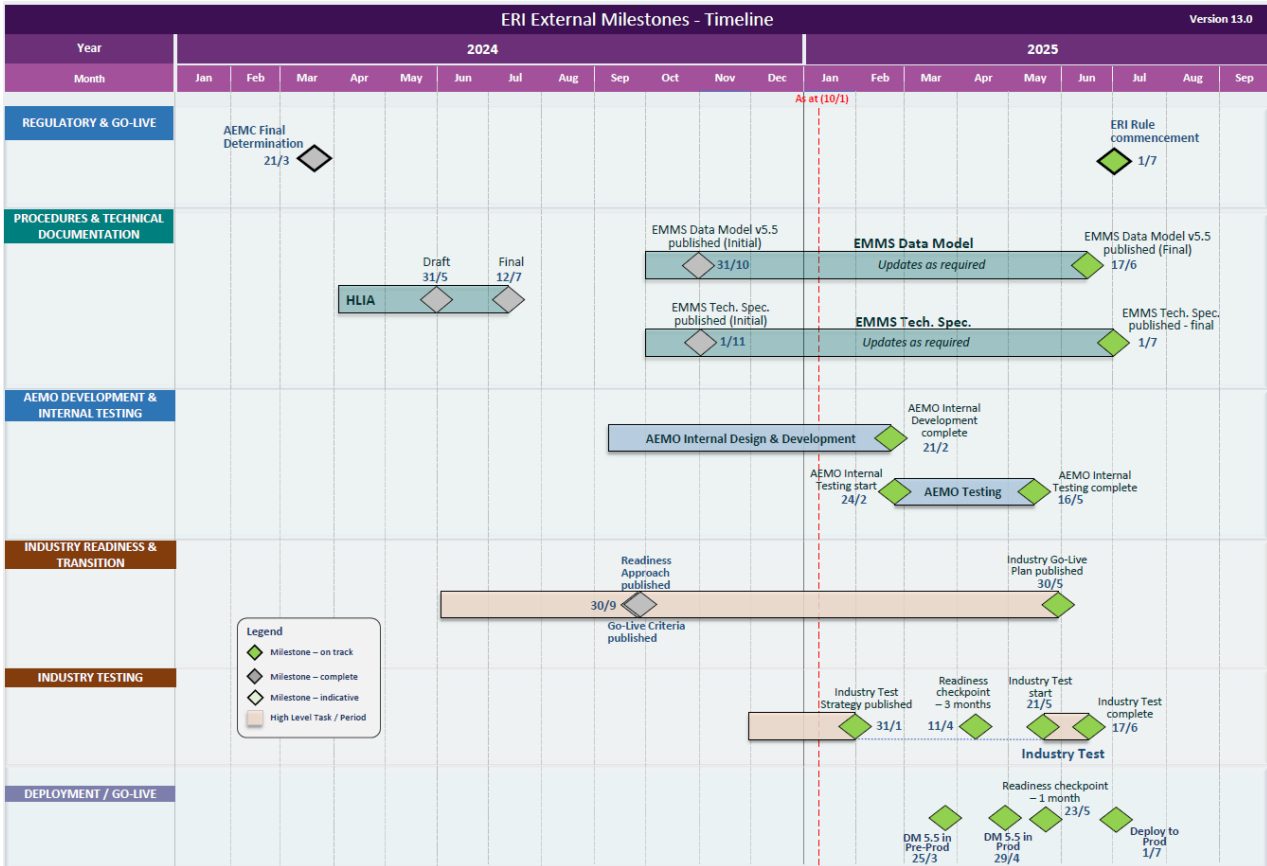 ERI External Milestones - Timeline
Version 13.0
Year
2024
2025
Month
Jan
Feb
Mar
Apr
May
Jun
Jul
Aug
Sep
Oct
Nov
Dec
Jan
Feb
Mar
Apr
May
Jun
Jul
Aug
Sep
As at (10/1)
REGULATORY & GO-LIVE
AEMC Final
Determination
21/3
ERI Rule
commencement
1/7
PROCEDURES & TECHNICAL
DOCUMENTATION
Draft
31/5
Final
12/7
HLIA
EMMS Data Model v5.5
published (Initial)
31/10
EMMS Data Model
Updates as required
EMMS Data Model v5.5
published (Final)
17/6
EMMS Tech. Spec.
published (Initial)
1/11
EMMS Tech. Spec.
Updates as required
EMMS Tech. Spec.
published - final
1/7
AEMO DEVELOPMENT &
INTERNAL TESTING
AEMO Internal Design & Development
AEMO Internal
Development
complete
21/2
AEMO Internal
Testing start
24/2
AEMO Testing
AEMO Internal
Testing complete
16/5
INDUSTRY READINESS &
TRANSITION
Readiness
Approach
published
30/9
Go-Live Criteria
published
Industry Go-Live
Plan published
30/5
Legend
Milestone – on track
Milestone – complete
Milestone – indicative
High Level Task / Period
INDUSTRY TESTING
Industry Test
Strategy published
31/1
Readiness
checkpoint
– 3 months
11/4
Industry Test
start
21/5
Industry Test
complete
17/6
Industry Test
DEPLOYMENT / GO-LIVE
DM 5.5 in
Pre-Prod
25/3
DM 5.5 in
Prod
29/4
Readiness checkpoint
– 1 month
23/5
Deploy to
Prod
1/7